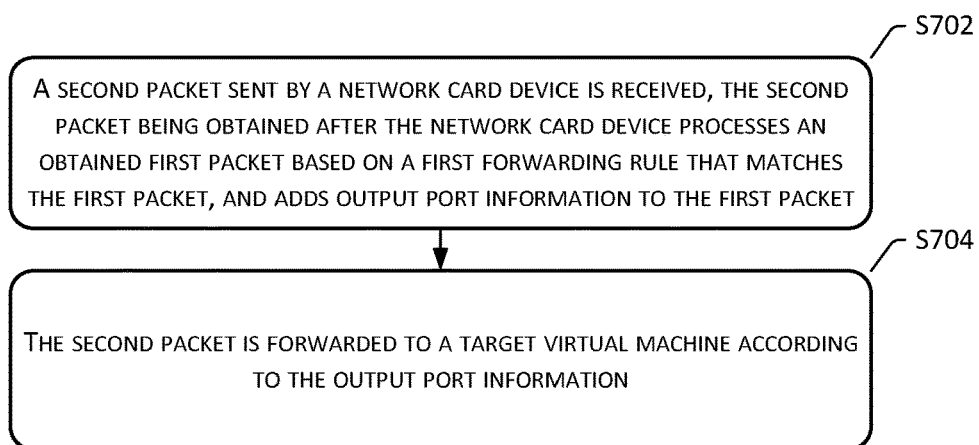 S702
A SECOND PACKET SENT BY A NETWORK CARD DEVICE IS RECEIVED, THE SECOND
PACKET BEING OBTAINED AFTER THE NETWORK CARD DEVICE PROCESSES AN
OBTAINED FIRST PACKET BASED ON A FIRST FORWARDING RULE THAT MATCHES
THE FIRST PACKET, AND ADDS OUTPUT PORT INFORMATION TO THE FIRST PACKET
S704
THE SECOND PACKET IS FORWARDED TO A TARGET VIRTUAL MACHINE ACCORDING
TO THE OUTPUT PORT INFORMATION